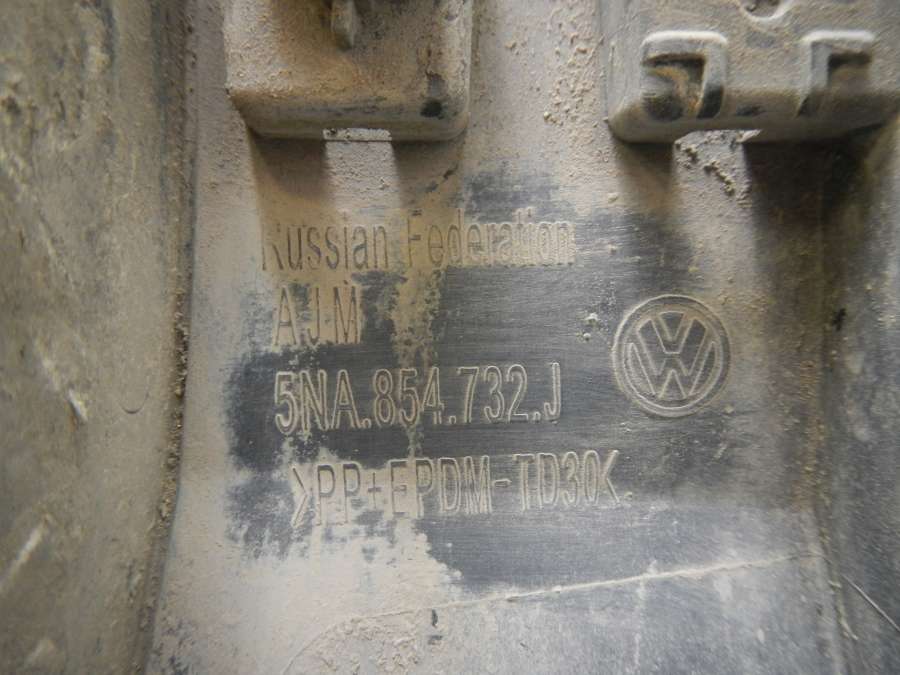 Russian Federation
AJM
5NA.854.732.J
>PP+EPDM-TD30<.